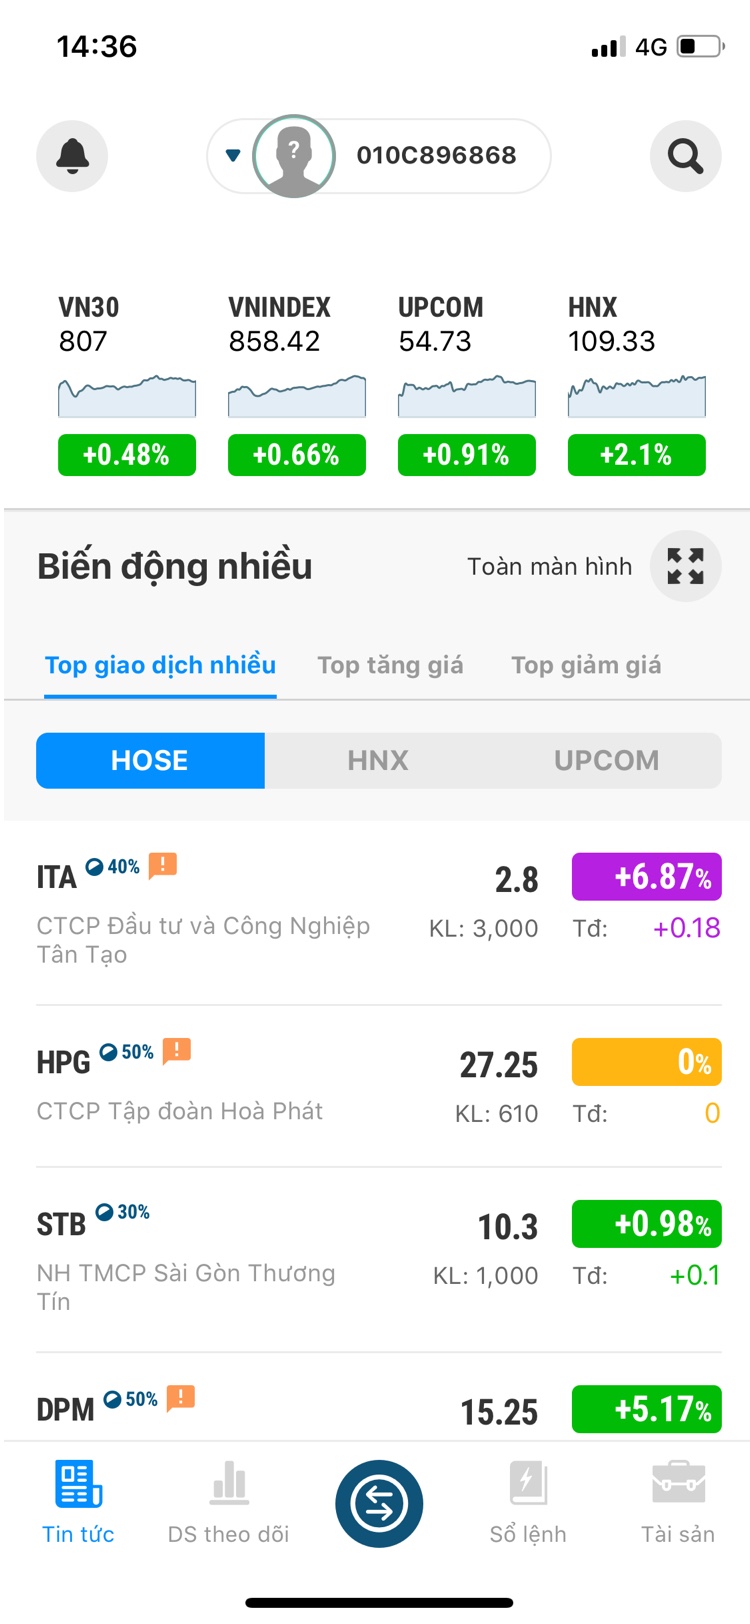 14:36
4G
?
010C896868
VN30
807
+0.48%
VNINDEX
858.42
+0.66%
UPCOM
54.73
+0.91%
HNX
109.33
+2.1%
Biến động nhiều
Toàn màn hình
Top giao dịch nhiều
Top tăng giá
Top giảm giá
HOSE
HNX
UPCOM
ITA 40% !
2.8
+6.87%
CTCP Đầu tư và Công Nghiệp
Tân Tạo
KL: 3,000
Tđ: +0.18
HPG 50% !
27.25
0%
CTCP Tập đoàn Hoà Phát
KL: 610
Tđ: 0
STB 30%
10.3
+0.98%
NH TMCP Sài Gòn Thương
Tín
KL: 1,000
Tđ: +0.1
DPM 50% !
15.25
+5.17%
Tin tức
DS theo dõi
Sổ lệnh
Tài sản